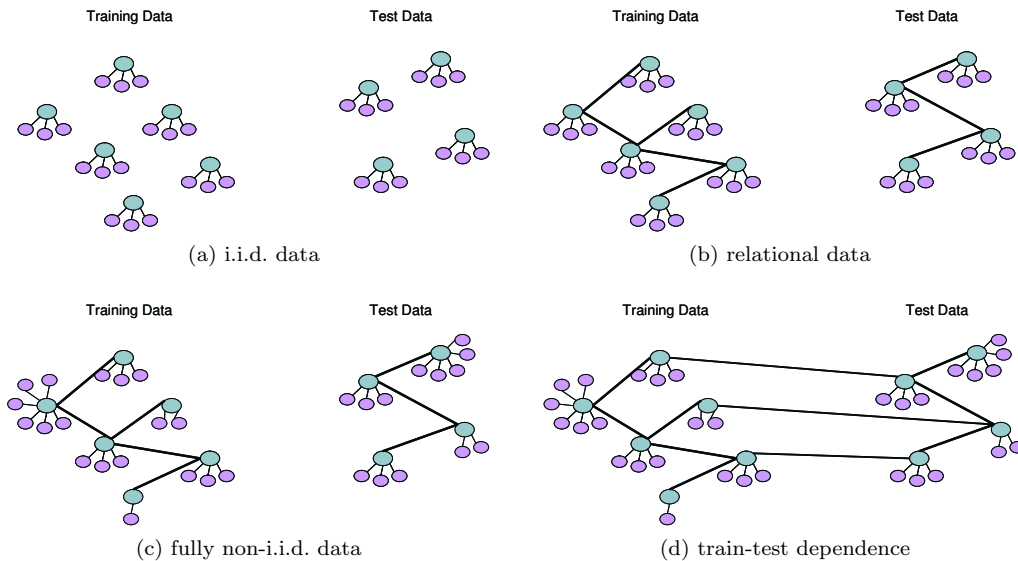 Training Data
Test Data
(a) i.i.d. data
Training Data
Test Data
(b) relational data
Training Data
Test Data
(c) fully non-i.i.d. data
Training Data
Test Data
(d) train-test dependence